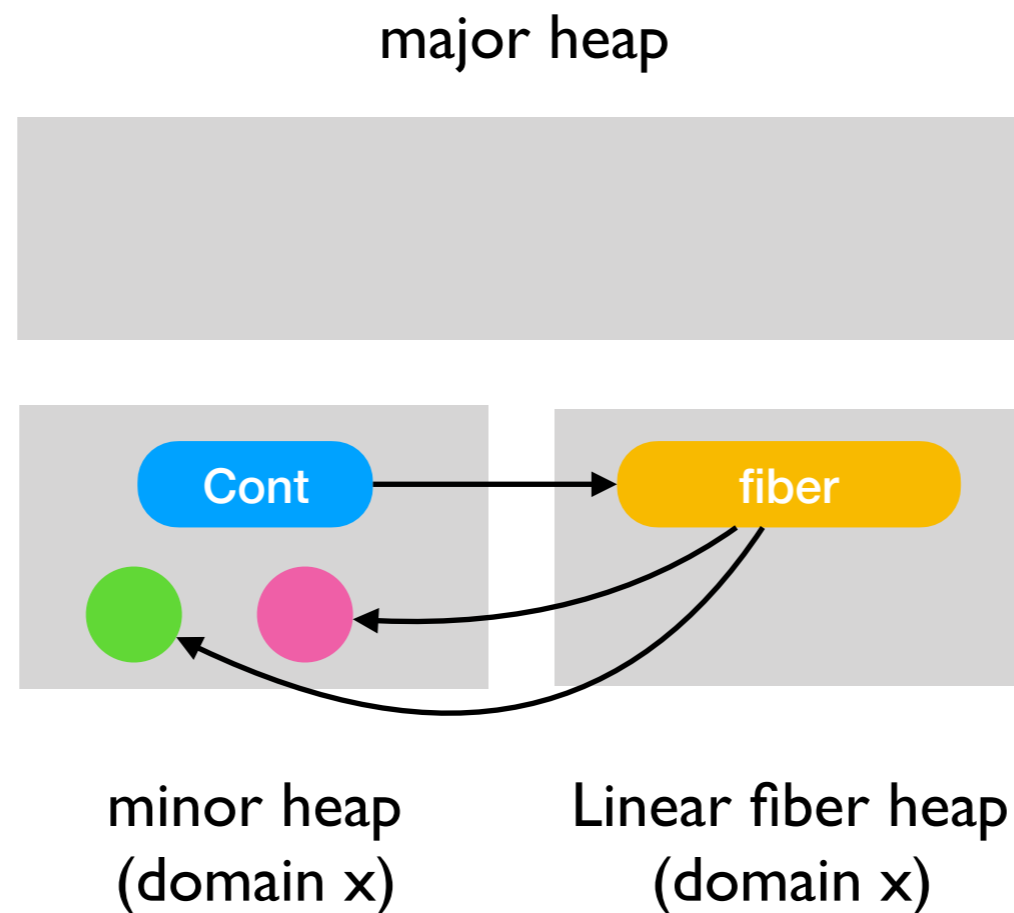 major heap
Cont
fiber
minor heap
(domain x)
Linear fiber heap
(domain x)